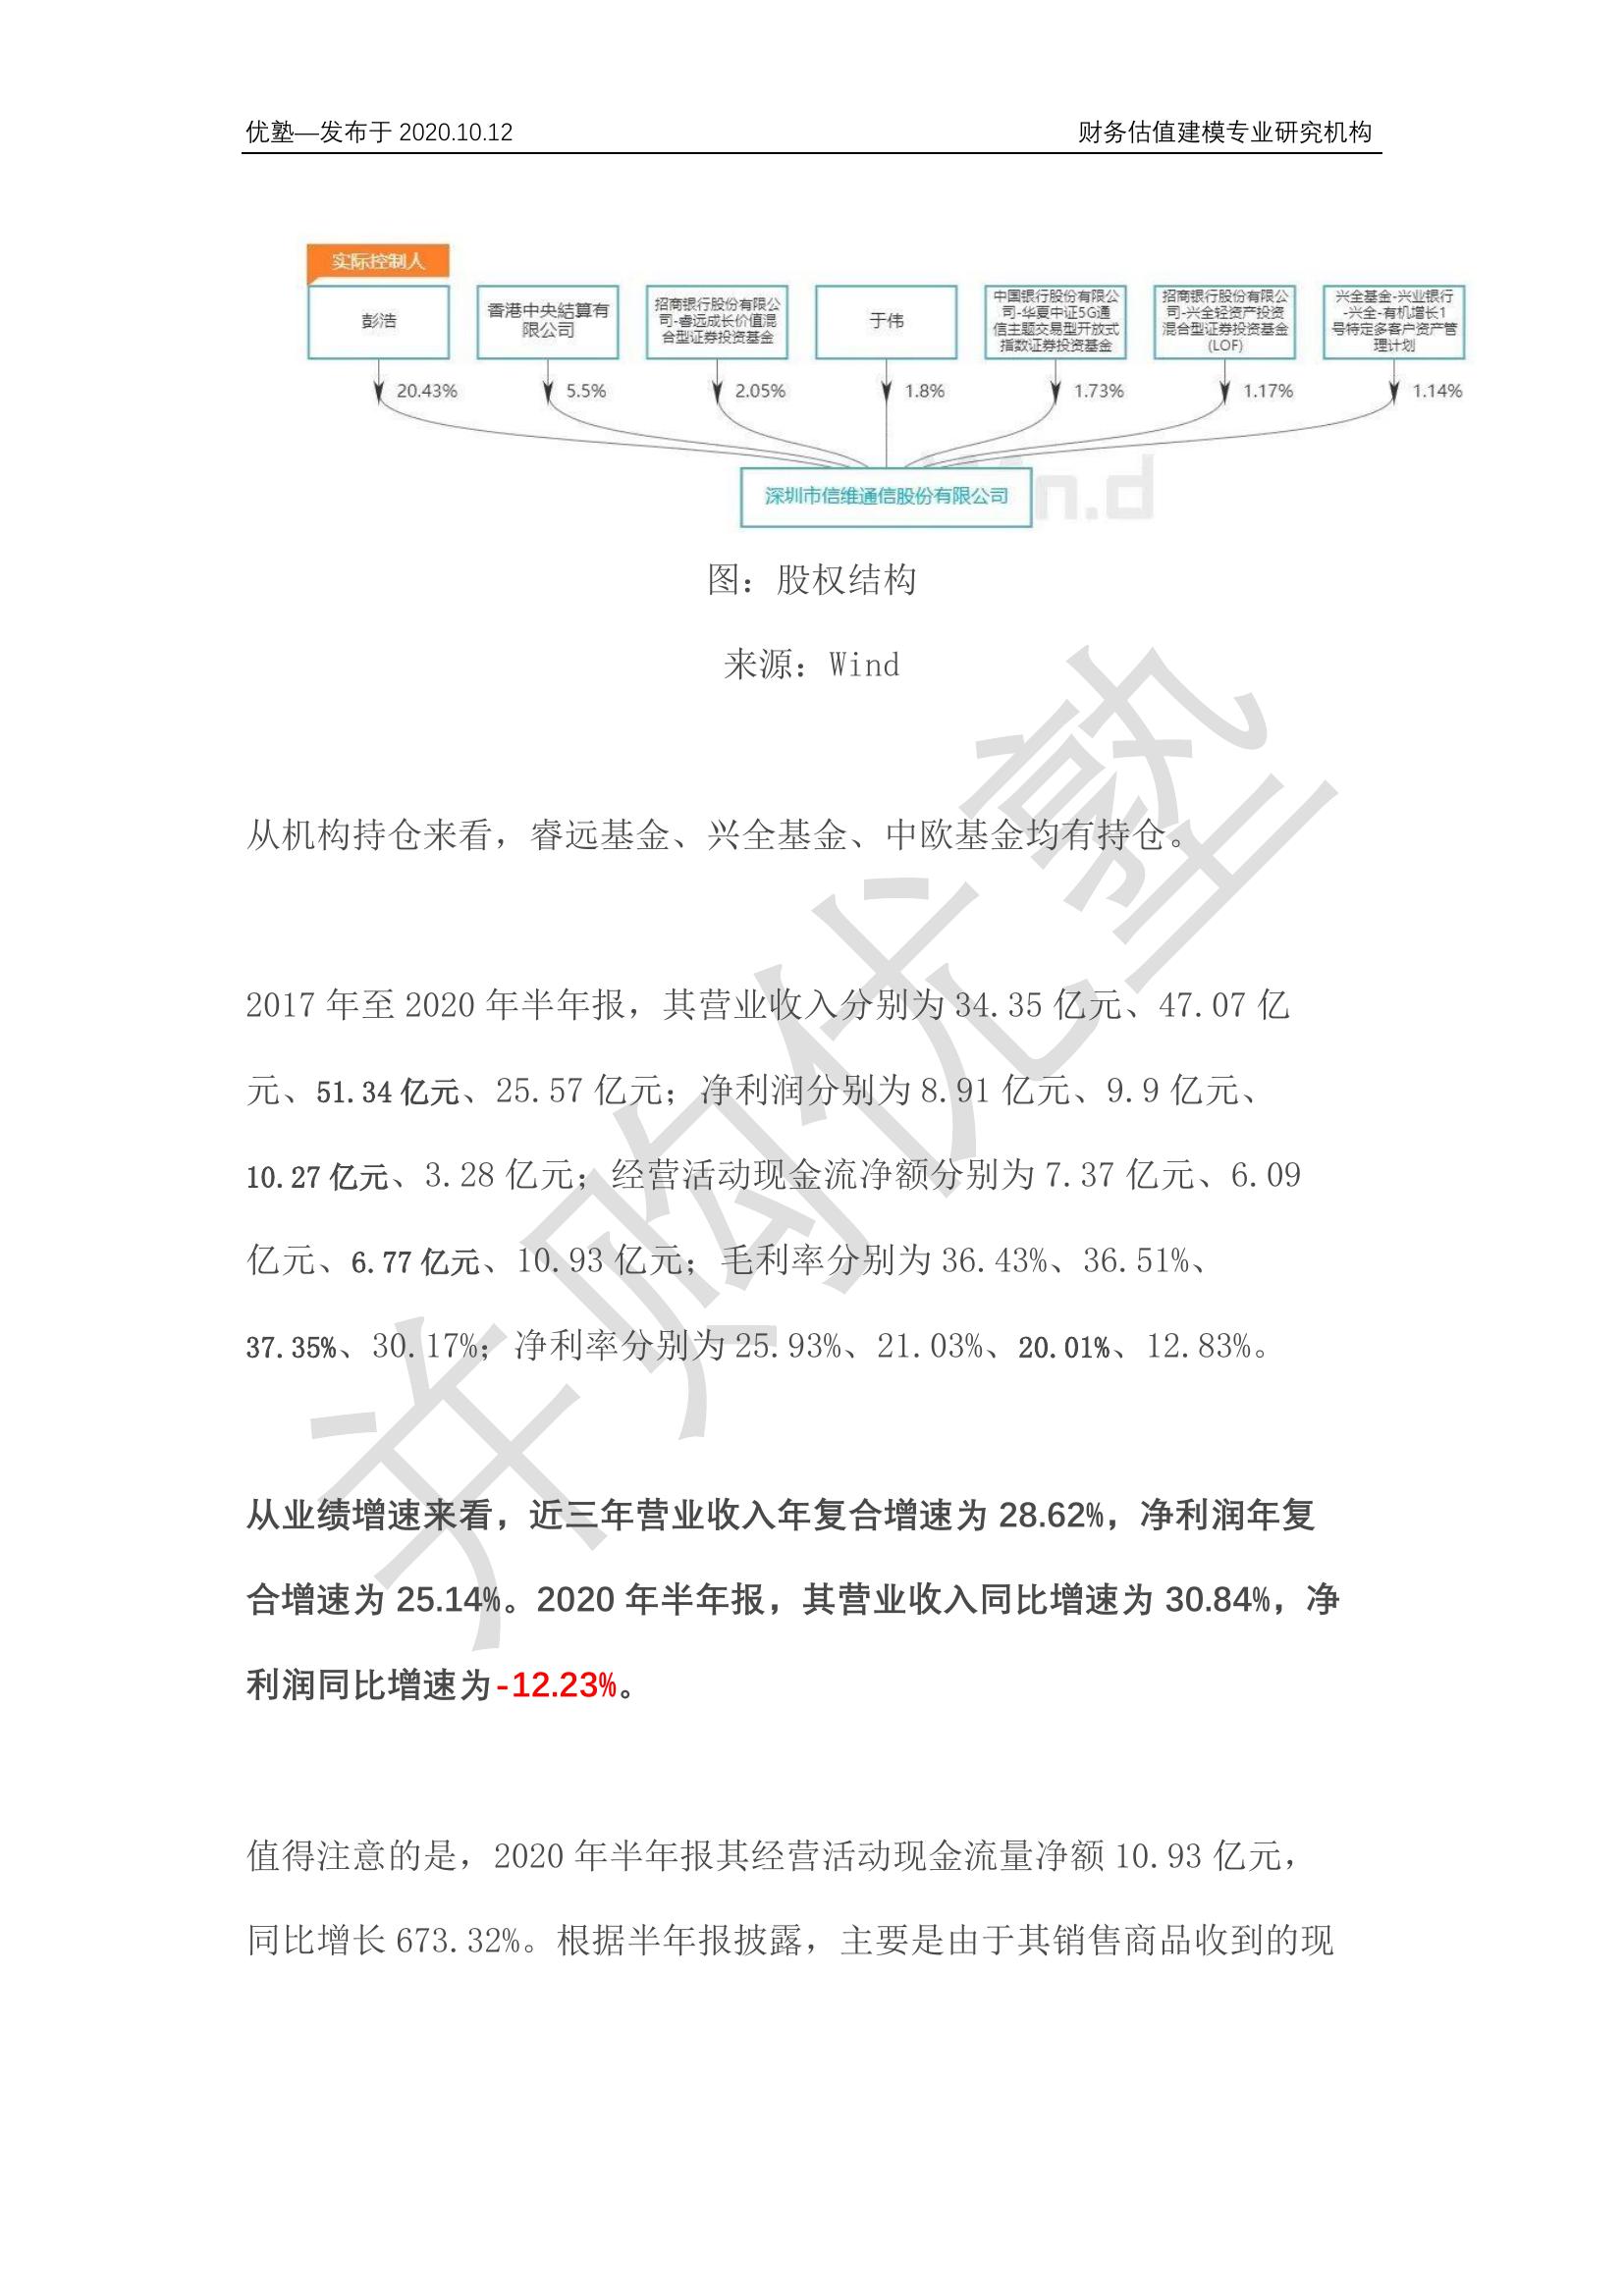 优塾—发布于 2020.10.12 财务估值建模专业研究机构
实际控制人
彭浩
香港中央結算有
限公司
招商银行股份有限公
司-睿远成长价值混
合型证券投资基金
于伟
中国银行股份有限公
司-华夏中证5G通
信主题交易型开放式
指数证券投资基金
招商银行股份有限公
司-兴全轻资产投资
混合型证券投资基金
(LOF)
兴全基金-兴业银行
-兴全-有机增长1
号特定多客户资产管
理计划
20.43% 5.5% 2.05% 1.8% 1.73% 1.17% 1.14%
深圳市信维通信股份有限公司
图：股权结构
来源：Wind
从机构持仓来看，睿远基金、兴全基金、中欧基金均有持仓。
2017 年至 2020 年半年报，其营业收入分别为 34.35 亿元、47.07 亿
元、51.34 亿元、25.57 亿元；净利润分别为 8.91 亿元、9.9 亿元、
10.27 亿元、3.28 亿元；经营活动现金流净额分别为 7.37 亿元、6.09
亿元、6.77 亿元、10.93 亿元；毛利率分别为 36.43%、36.51%、
37.35%、30.17%；净利率分别为 25.93%、21.03%、20.01%、12.83%。
从业绩增速来看，近三年营业收入年复合增速为 28.62%，净利润年复
合增速为 25.14%。2020 年半年报，其营业收入同比增速为 30.84%，净
利润同比增速为-12.23%。
值得注意的是，2020 年半年报其经营活动现金流量净额 10.93 亿元，
同比增长 673.32%。根据半年报披露，主要是由于其销售商品收到的现
并购优塾